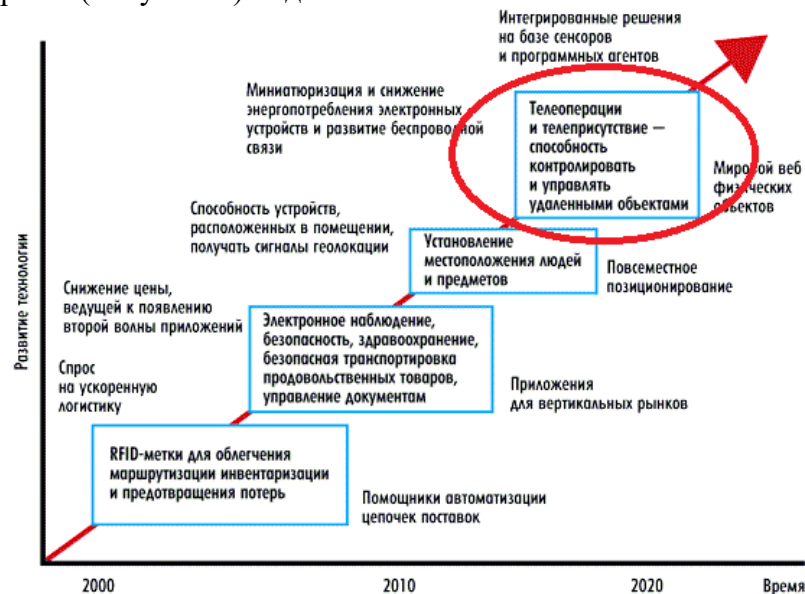 Интегрированные решения
на базе сенсоров
и программных агентов
Миниатюризация и снижение
энергопотребления электронных
устройств и развитие беспроводной
связи
Телеоперации
и телеприсутствие —
способность
контролировать
и управлять
удаленными объектами
Мировой веб
физических
объектов
Способность устройств,
расположенных в помещении,
получать сигналы геолокации
Установление
местоположения людей
и предметов
Повсеместное
позиционирование
Снижение цены,
ведущей к появлению
второй волны приложений
Электронное наблюдение,
безопасность, здравоохранение,
безопасная транспортировка
продовольственных товаров,
управление документам
Приложения
для вертикальных рынков
Спрос
на ускоренную
логистику
RFID-метки для облегчения
маршрутизации инвентаризации
и предотвращения потерь
Помощники автоматизации
цепочек поставок
Развитие технологии
2000 2010 2020 Время